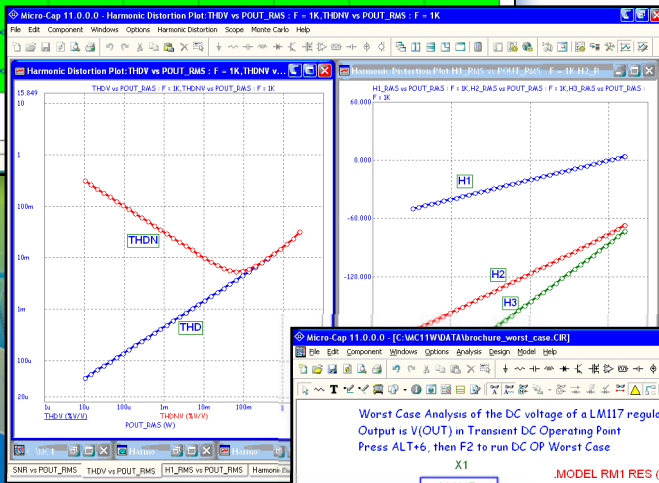 Micro-Cap 11.0.0.0 - Harmonic Distortion Plot:THDV vs POUT_RMS : F = 1K,THDNV vs POUT_RMS : F = 1K
File Edit Component Windows Options Harmonic Distortion Scope Monte Carlo Help
Harmonic Distortion Plot:THDV vs POUT_RMS : F = 1K,THDNV v...
THDV vs POUT_RMS : F = 1K,THDNV vs POUT_RMS : F = 1K
15.849
10
1
100m
10m
1m
100u
20u
THDN
THD
1u 10u 100u 1m 10m 100m 1
THDV (%V/V) THDNV (%V/V)
POUT_RMS (W)
Harmonic Distortion Plot:H1_RMS vs POUT_RMS : F = 1K,H2_R
H1_RMS vs POUT_RMS : F = 1K,H2_RMS vs POUT_RMS : F = 1K,H3_RMS vs POUT_RMS :
F = 1K
60.000
0.000
-60.000
-120.000
H1
H2
H3
Harmo
Harmo
SNR vs POUT_RMS THDV vs POUT_RMS H1_RMS vs POUT_RMS
Micro-Cap 11.0.0.0 - [C:\MC11W\DATA\brochure_worst_case.CIR]
File Edit Component Windows Options Analysis Design Model Help
Worst Case Analysis of the DC voltage of a LM117 regula
Output is V(OUT) in Transient DC Operating Point
Press ALT+6, then F2 to run DC OP Worst Case
X1
.MODEL RM1 RES (